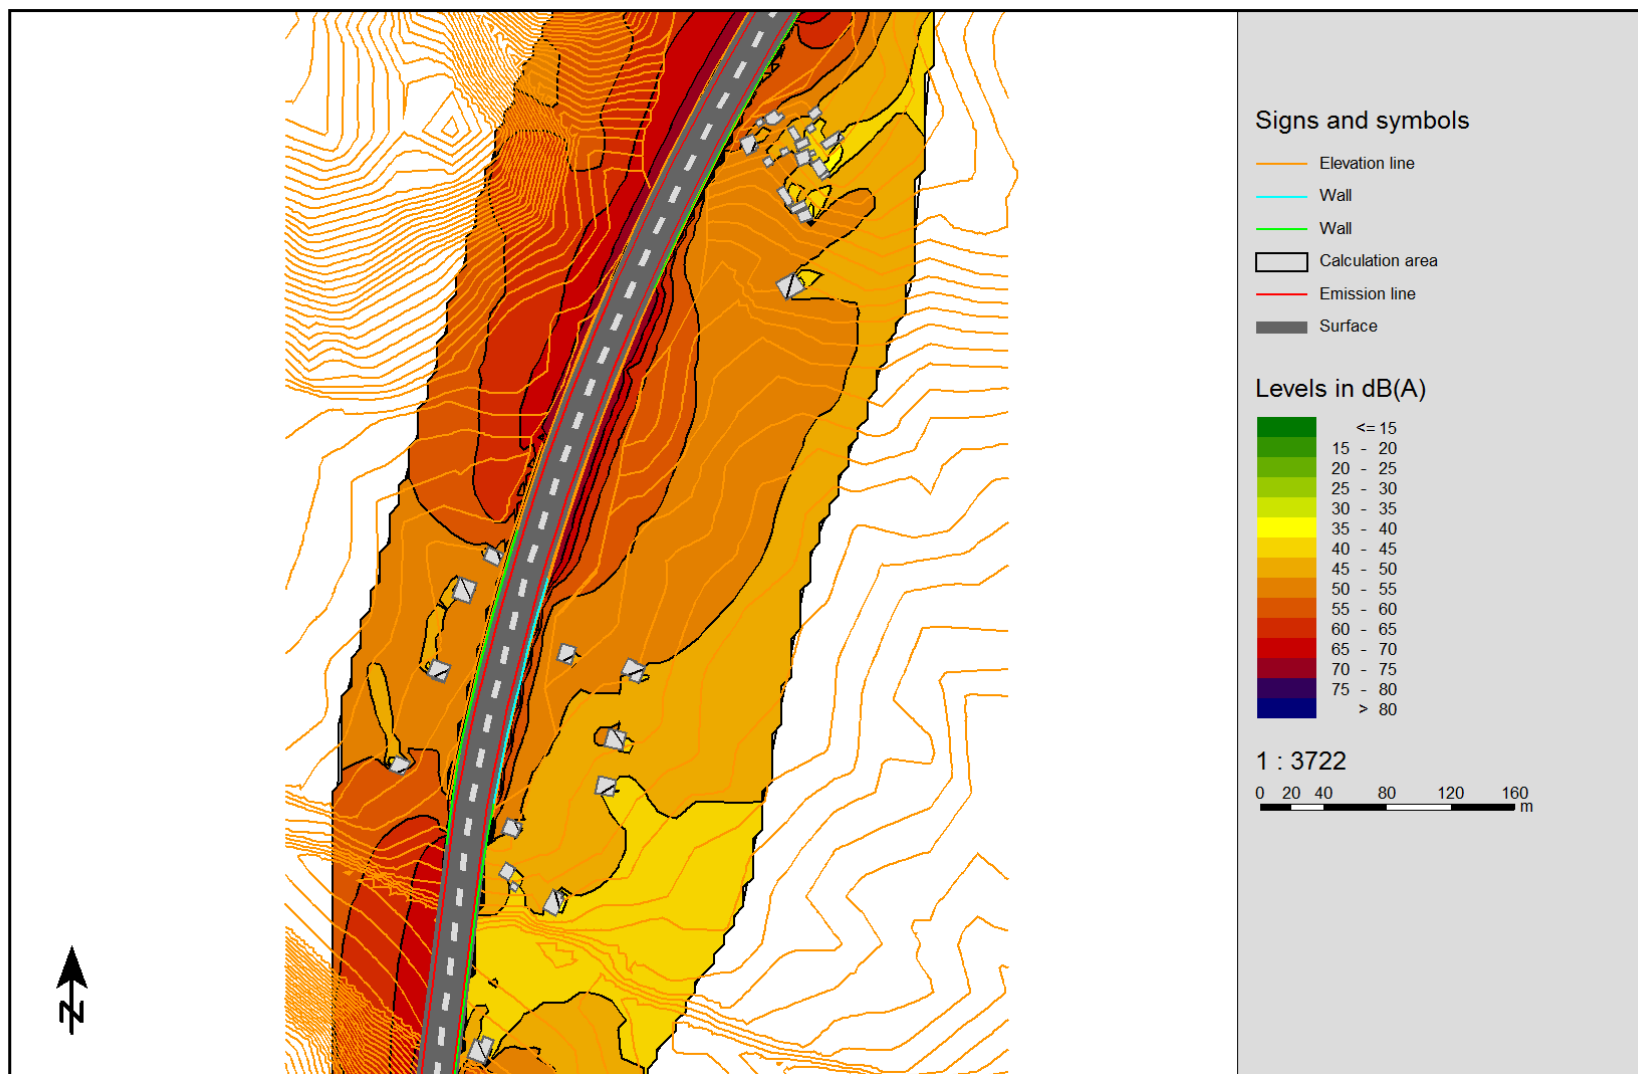 Signs and symbols
Elevation line
Wall
Wall
Calculation area
Emission line
Surface
Levels in dB(A)
<= 15
15 - 20
20 - 25
25 - 30
30 - 35
35 - 40
40 - 45
45 - 50
50 - 55
55 - 60
60 - 65
65 - 70
70 - 75
75 - 80
> 80
1 : 3722
0 20 40 80 120 160
m
N